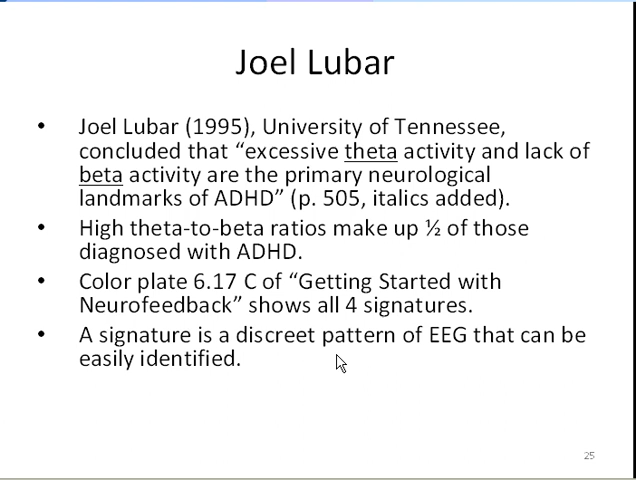 Joel Lubar
• Joel Lubar (1995), University of Tennessee,
concluded that “excessive theta activity and lack of
beta activity are the primary neurological
landmarks of ADHD” (p. 505, italics added).
• High theta-to-beta ratios make up ½ of those
diagnosed with ADHD.
• Color plate 6.17 C of “Getting Started with
Neurofeedback” shows all 4 signatures.
• A signature is a discreet pattern of EEG that can be
easily identified.
25